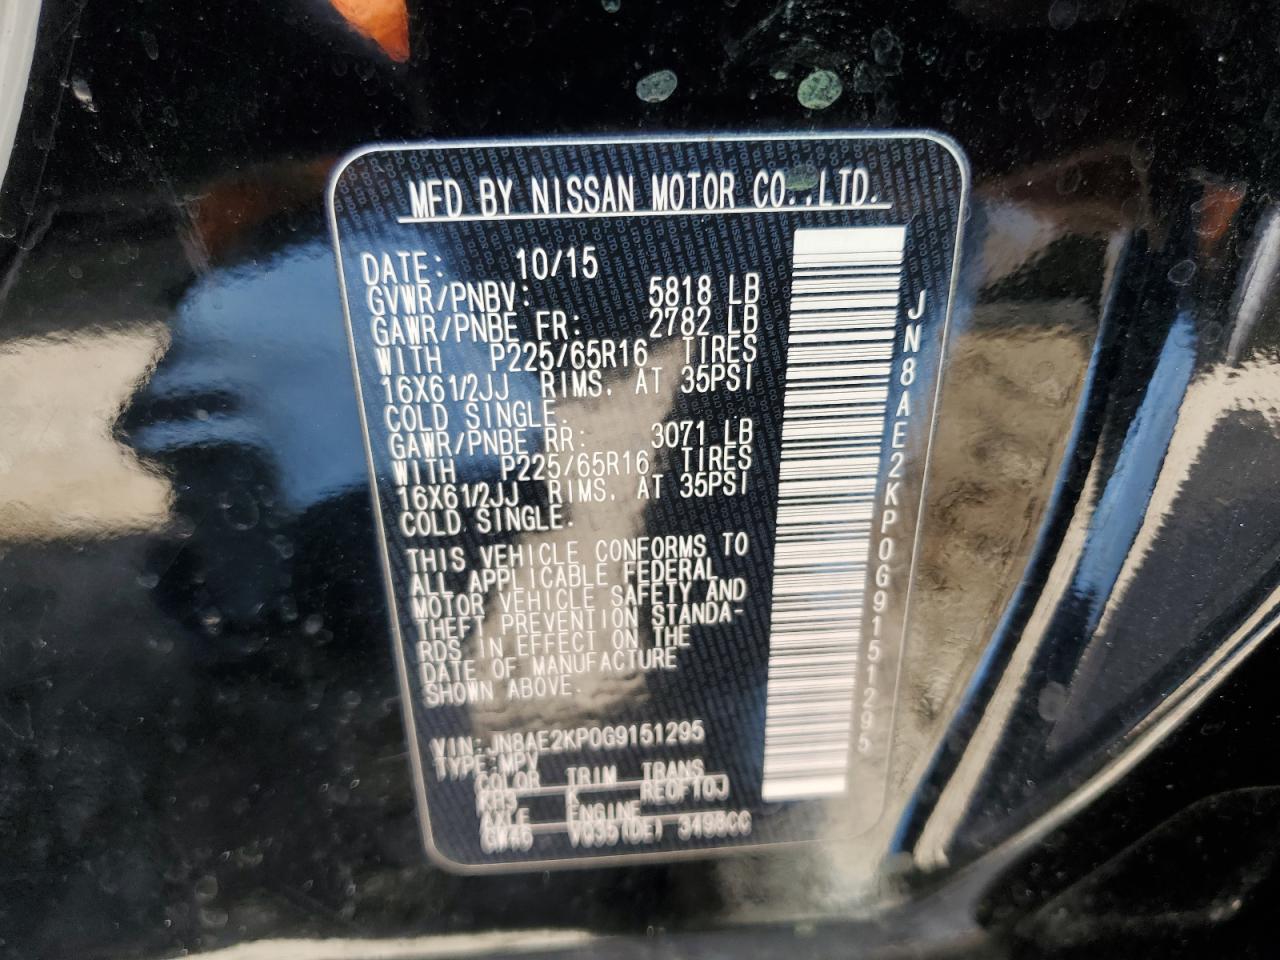 MFD BY NISSAN MOTOR CO.,LTD.
DATE: 10/15
GVWR/PNBV: 5818 LB
GAWR/PNBE FR: 2782 LB
WITH P225/65R16 TIRES
16X61/2JJ RIMS, AT 35PSI
COLD SINGLE.
GAWR/PNBE RR: 3071 LB
WITH P225/65R16 TIRES
16X61/2JJ RIMS, AT 35PSI
COLD SINGLE.
THIS VEHICLE CONFORMS TO
ALL APPLICABLE FEDERAL
MOTOR VEHICLE SAFETY AND
THEFT PREVENTION STANDA-
RDS IN EFFECT ON THE
DATE OF MANUFACTURE
SHOWN ABOVE.
VIN:JN8AE2KP0G9151295
TYPE:MPV
COLOR TRIM TRANS
KH3 K RE0F10J
AXLE ENGINE
GW46 VQ35(DE) 3498CC
JN8AE2KP0G9151295